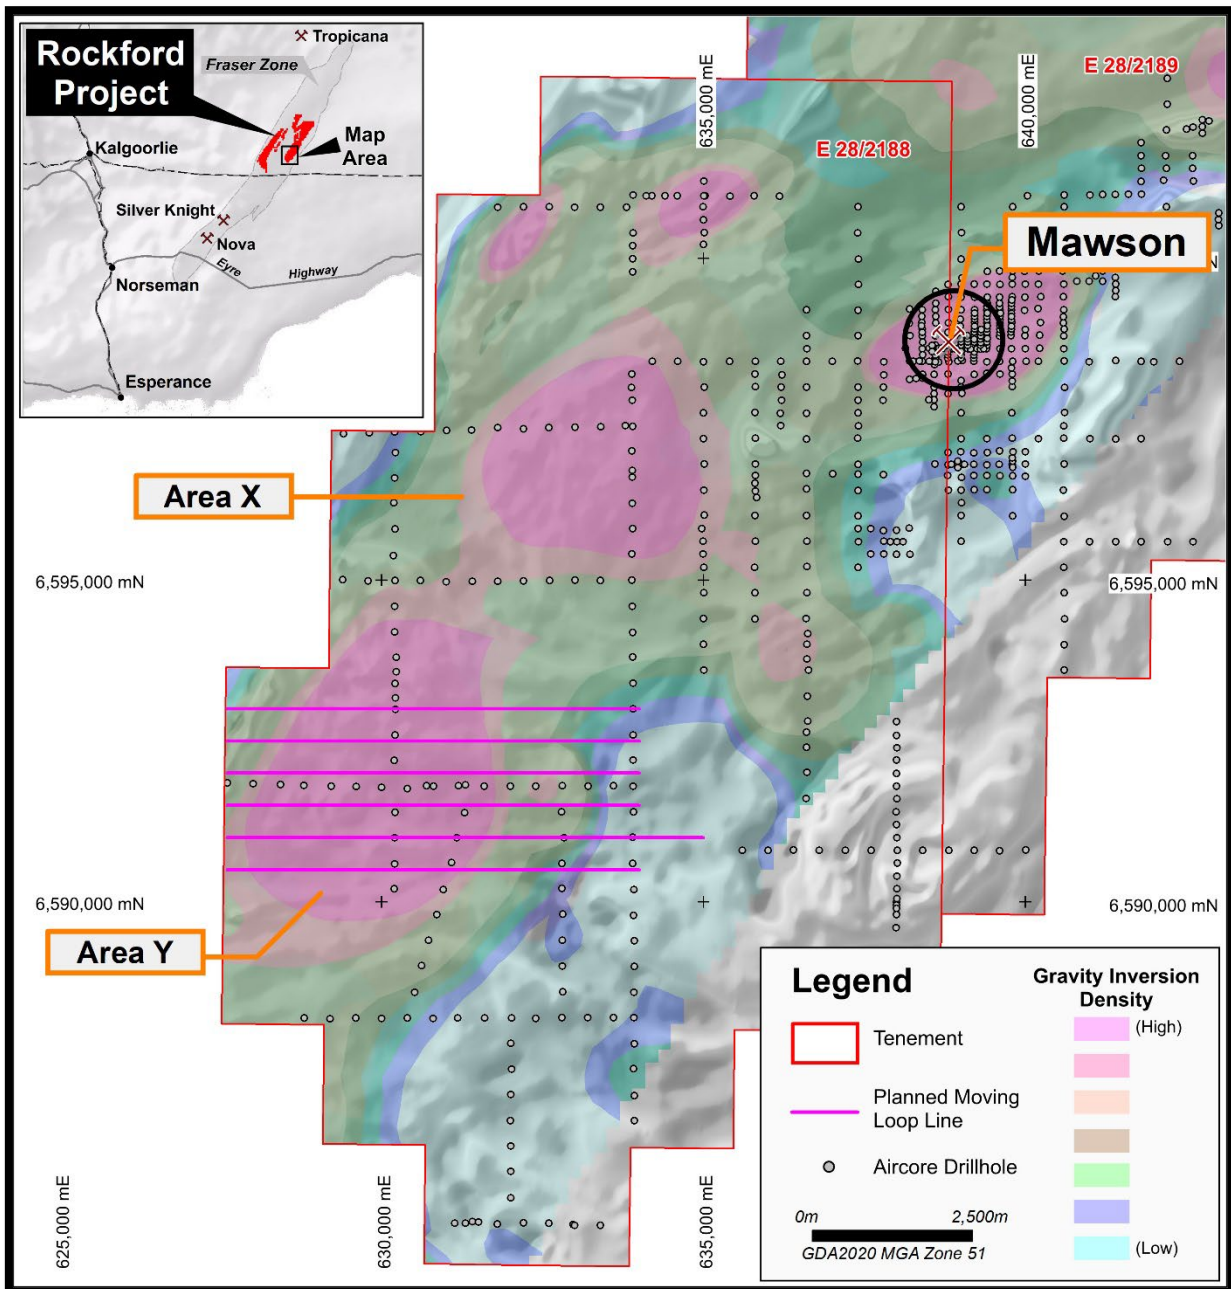 Tropicana
Rockford
Project
Fraser Zone
Map
Area
Kalgoorlie
Silver Knight
Nova
Eyre
Highway
Norseman
Esperance
635,000 mE
640,000 mE
E 28/2189
E 28/2188
Mawson
N
Area X
6,595,000 mN
6,595,000 mN
6,590,000 mN
6,590,000 mN
Area Y
625,000 mE
630,000 mE
635,000 mE
Legend
Tenement
Planned Moving
Loop Line
Aircore Drillhole
0m
2,500m
GDA2020 MGA Zone 51
Gravity Inversion
Density
(High)
(Low)